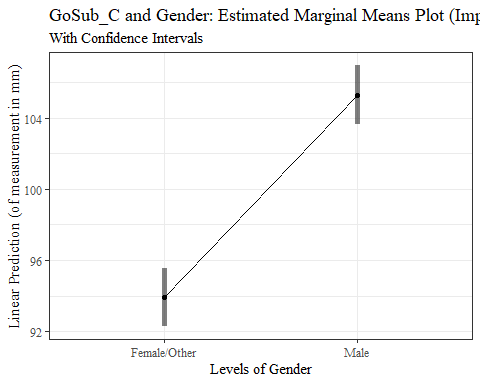 GoSub_C and Gender: Estimated Marginal Means Plot (Imp
With Confidence Intervals
Linear Prediction (of measurement in mm)
104
100
96
92
Female/Other
Male
Levels of Gender